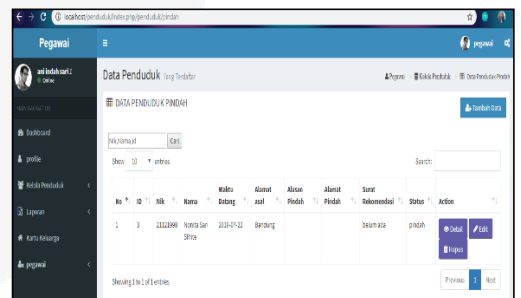 localhost/penduduk/index.php/penduduk/pindah
Pegawai
pegawai
ani indah sari z
Online
Data Penduduk Yang Terdaftar
Pegawai
Kelola Penduduk
Data Penduduk Pindah
MAIN NAVIGATION
DATA PENDUDUK PINDAH
Tambah Data
Dashboard
profile
Kelola Penduduk
Laporan
Kartu Keluarga
pegawai
Nik,Nama,Id
Cari
Show 10 entries
Search:
No ID Nik Nama Waktu Datang Alamat asal Alasan Pindah Alamat Pindah Surat Rekomendasi Status Action
1 3 Bandung belum ada pindah
Detail Edit
Hapus
Showing 1 to 1 of 1 entries
Previous 1 Next